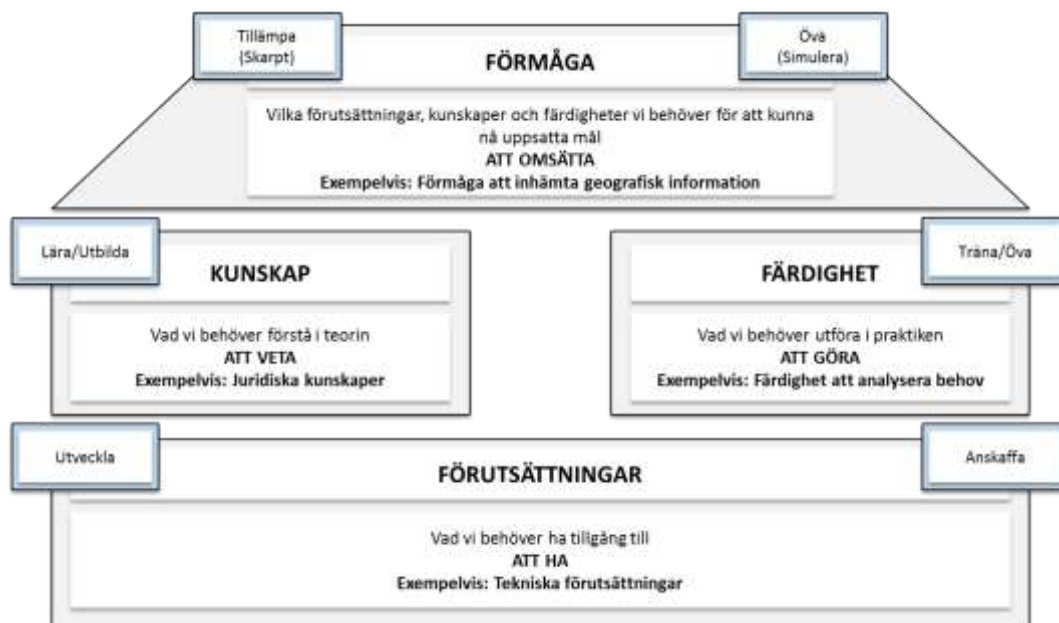 Tillämpa
(Skarpt)
Öva
(Simulera)
FÖRMÅGA
Vilka förutsättningar, kunskaper och färdigheter vi behöver för att kunna
nå uppsatta mål
ATT OMSÄTTA
Exempelvis: Förmåga att inhämta geografisk information
Lära/Utbilda
KUNSKAP
Vad vi behöver förstå i teorin
ATT VETA
Exempelvis: Juridiska kunskaper
Träna/Öva
FÄRDIGHET
Vad vi behöver utföra i praktiken
ATT GÖRA
Exempelvis: Färdighet att analysera behov
Utveckla
Anskaffa
FÖRUTSÄTTNINGAR
Vad vi behöver ha tillgång till
ATT HA
Exempelvis: Tekniska förutsättningar